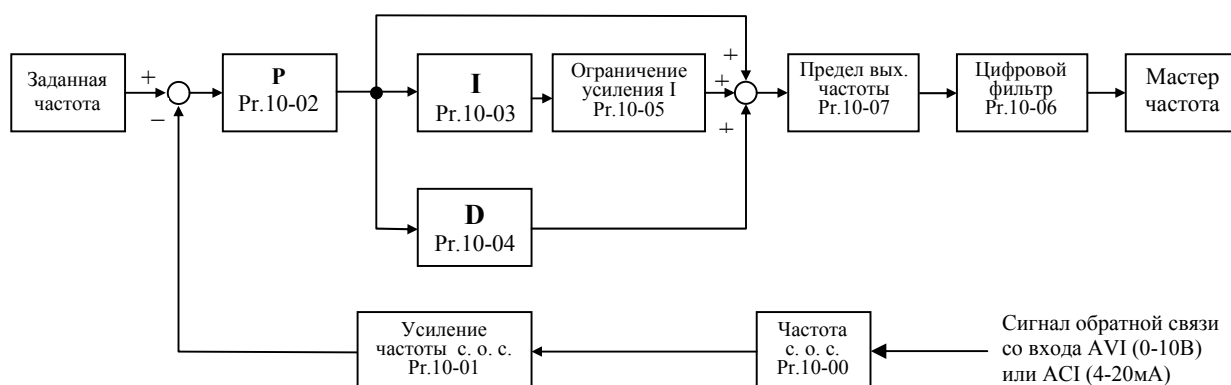 Заданная
частота
+
−
P
Pr.10-02
I
Pr.10-03
Ограничение
усиления I
Pr.10-05
+
+
+
Предел вых.
частоты
Pr.10-07
Цифровой
фильтр
Pr.10-06
Мастер
частота
D
Pr.10-04
Усиление
частоты с. о. с.
Pr.10-01
Частота
с. о. с.
Pr.10-00
Сигнал обратной связи
со входа AVI (0-10В)
или ACI (4-20мА)